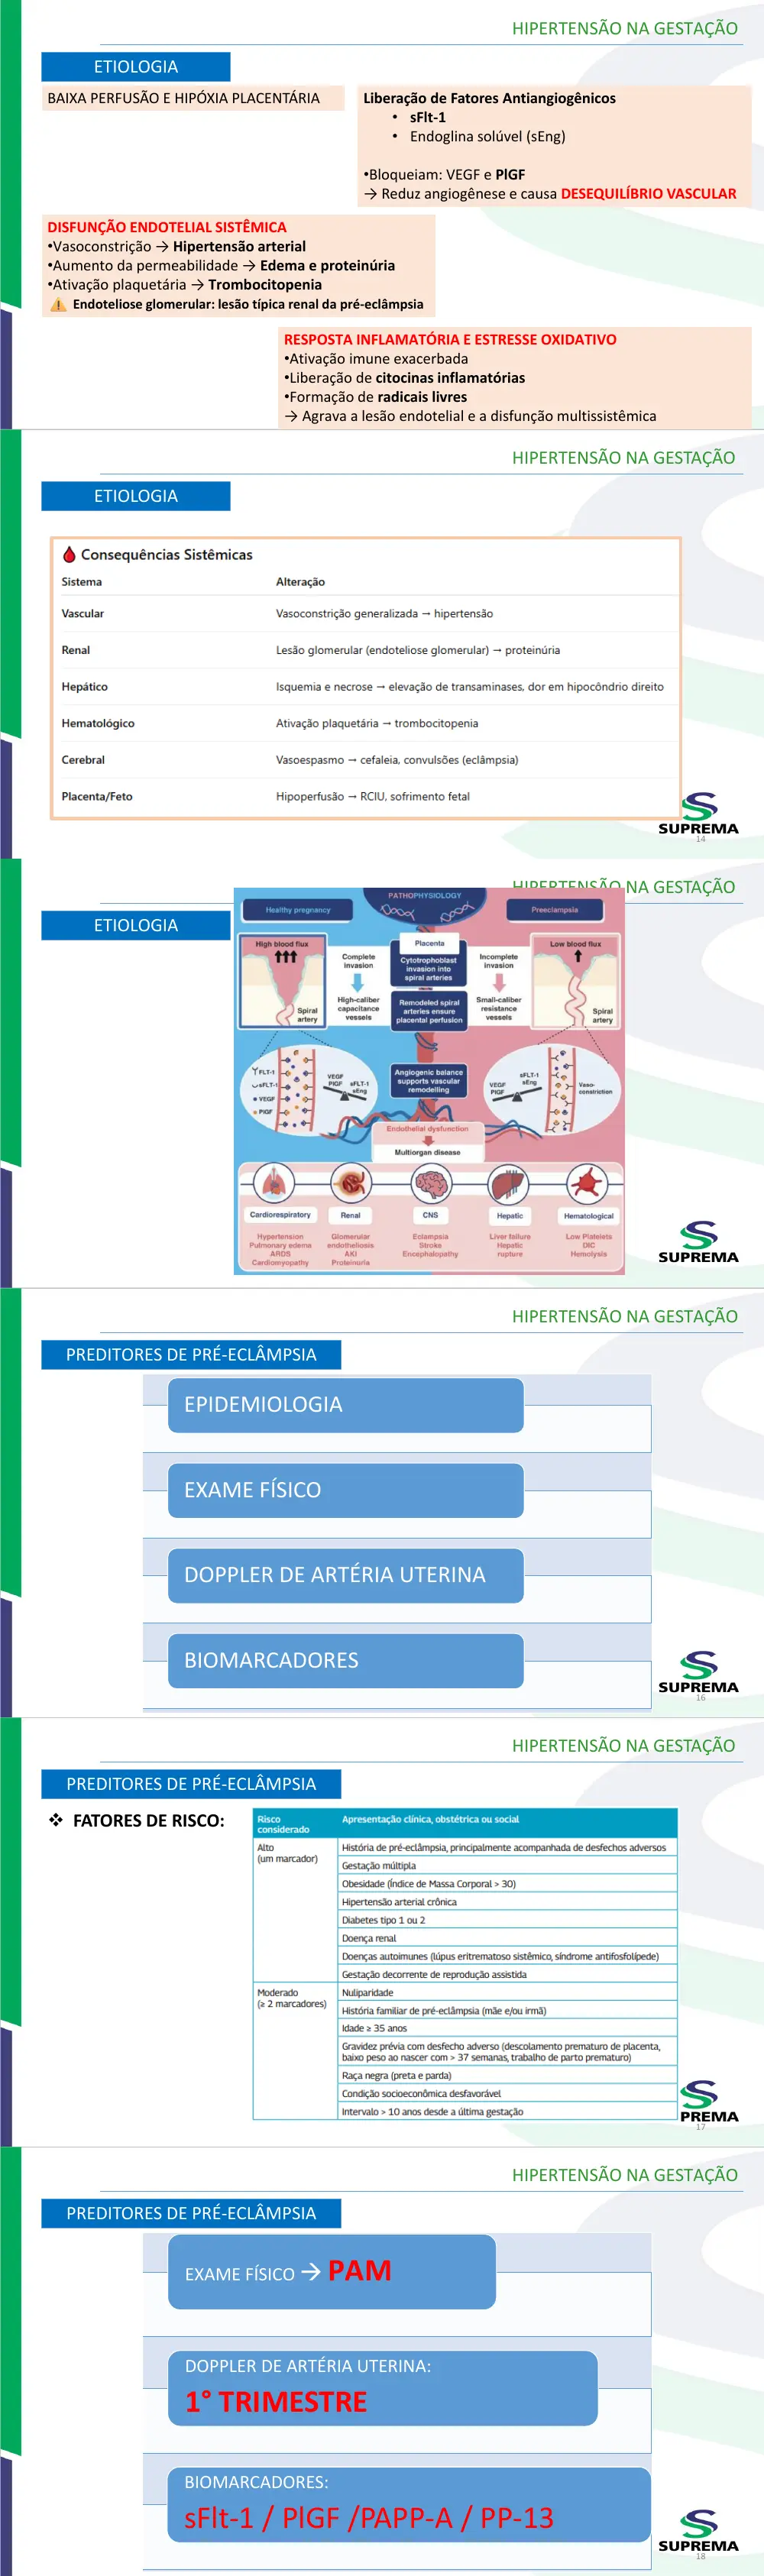 HIPERTENSÃO NA GESTAÇÃO
ETIOLOGIA
BAIXA PERFUSÃO E HIPÓXIA PLACENTÁRIA
Liberação de Fatores Antiangiogênicos
• sFlt-1
• Endoglina solúvel (sEng)
•Bloqueiam: VEGF e PlGF
→ Reduz angiogênese e causa DESEQUILÍBRIO VASCULAR
DISFUNÇÃO ENDOTELIAL SISTÊMICA
•Vasoconstrição → Hipertensão arterial
•Aumento da permeabilidade → Edema e proteinúria
•Ativação plaquetária → Trombocitopenia
⚠️ Endoteliose glomerular: lesão típica renal da pré-eclâmpsia
RESPOSTA INFLAMATÓRIA E ESTRESSE OXIDATIVO
•Ativação imune exacerbada
•Liberação de citocinas inflamatórias
•Formação de radicais livres
→ Agrava a lesão endotelial e a disfunção multissistêmica
HIPERTENSÃO NA GESTAÇÃO
ETIOLOGIA
Consequências Sistêmicas
Sistema Alteração
Vascular Vasoconstrição generalizada → hipertensão
Renal Lesão glomerular (endoteliose glomerular) → proteinúria
Hepático Isquemia e necrose → elevação de transaminases, dor em hipocôndrio direito
Hematológico Ativação plaquetária → trombocitopenia
Cerebral Vasoespasmo → cefaleia, convulsões (eclâmpsia)
Placenta/Feto Hipoperfusão → RCIU, sofrimento fetal
SUPREMA
14
HIPERTENSÃO NA GESTAÇÃO
ETIOLOGIA
PATHOPHYSIOLOGY
Healthy pregnancy
Preeclampsia
High blood flux
Spiral
artery
Complete
invasion
High-caliber
capacitance
vessels
Placenta
Cytotrophoblast
invasion into
spiral arteries
Remodeled spiral
arteries ensure
placental perfusion
Incomplete
invasion
Small-caliber
resistance
vessels
Low blood flux
Spiral
artery
FLT-1
sFLT-1
VEGF
PlGF
VEGF
PlGF
sFLT-1
sEng
Angiogenic balance
supports vascular
remodelling
VEGF
PlGF
sFLT-1
sEng
Vaso-
constriction
Endothelial dysfunction
Multiorgan disease
Cardiorespiratory
Hypertension
Pulmonary edema
ARDS
Cardiomyopathy
Renal
Glomerular
endotheliosis
AKI
Proteinuria
CNS
Eclampsia
Stroke
Encephalopathy
Hepatic
Liver failure
Hepatic
rupture
Hematological
Low Platelets
DIC
Hemolysis
SUPREMA
HIPERTENSÃO NA GESTAÇÃO
PREDITORES DE PRÉ-ECLÂMPSIA
EPIDEMIOLOGIA
EXAME FÍSICO
DOPPLER DE ARTÉRIA UTERINA
BIOMARCADORES
SUPREMA
16
HIPERTENSÃO NA GESTAÇÃO
PREDITORES DE PRÉ-ECLÂMPSIA
❖ FATORES DE RISCO:
Risco
considerado
Apresentação clínica, obstétrica ou social
Alto
(um marcador)
História de pré-eclâmpsia, principalmente acompanhada de desfechos adversos
Gestação múltipla
Obesidade (Índice de Massa Corporal > 30)
Hipertensão arterial crônica
Diabetes tipo 1 ou 2
Doença renal
Doenças autoimunes (lúpus eritrematoso sistêmico, síndrome antifosfolípede)
Gestação decorrente de reprodução assistida
Moderado
(≥ 2 marcadores)
Nuliparidade
História familiar de pré-eclâmpsia (mãe e/ou irmã)
Idade ≥ 35 anos
Gravidez prévia com desfecho adverso (descolamento prematuro de placenta,
baixo peso ao nascer com > 37 semanas, trabalho de parto prematuro)
Raça negra (preta e parda)
Condição socioeconômica desfavorável
Intervalo > 10 anos desde a última gestação
PREMA
17
HIPERTENSÃO NA GESTAÇÃO
PREDITORES DE PRÉ-ECLÂMPSIA
EXAME FÍSICO → PAM
DOPPLER DE ARTÉRIA UTERINA:
1° TRIMESTRE
BIOMARCADORES:
sFlt-1 / PlGF /PAPP-A / PP-13
SUPREMA
18